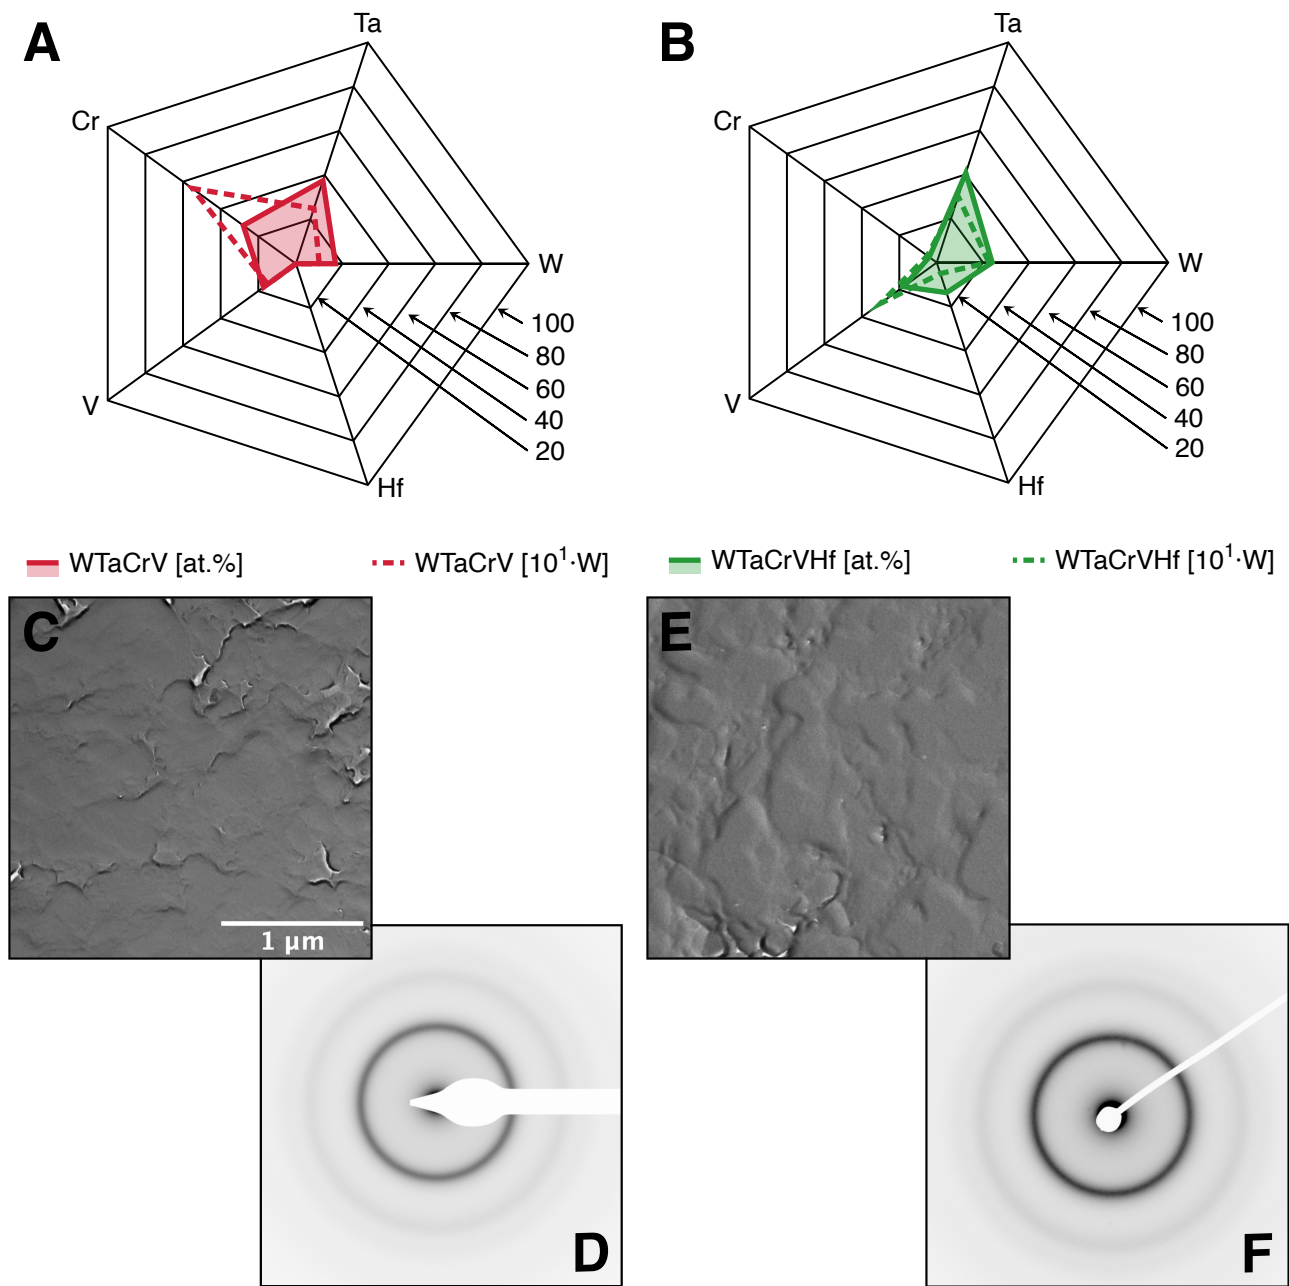 A
Ta
Cr
W
V
Hf
100
80
60
40
20
B
Ta
Cr
W
V
Hf
100
80
60
40
20
WTaCrV [at.%]
WTaCrV [10¹·W]
WTaCrVHf [at.%]
WTaCrVHf [10¹·W]
C
1 µm
E
D
F